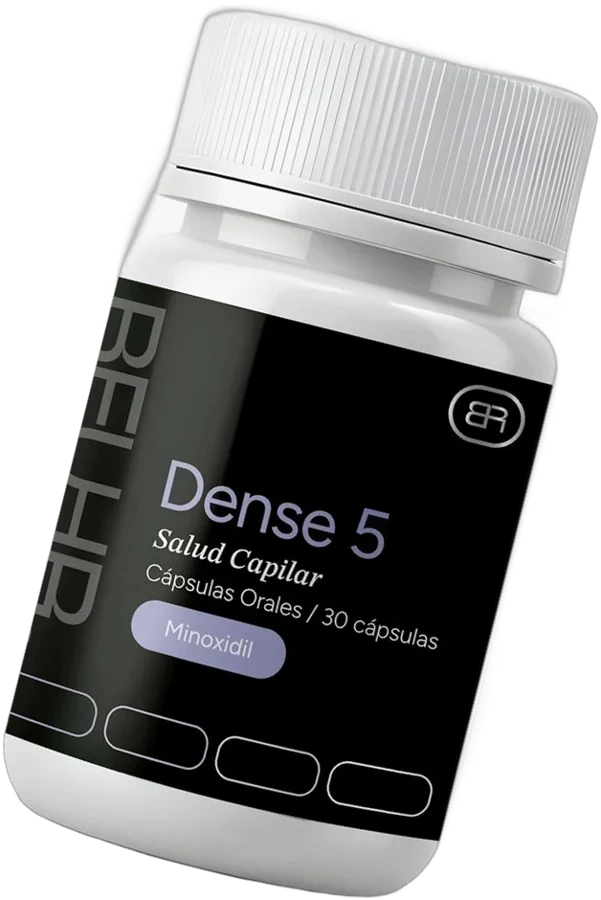 BELHR
BR
Dense 5
Salud Capilar
Cápsulas Orales / 30 cápsulas
Minoxidil